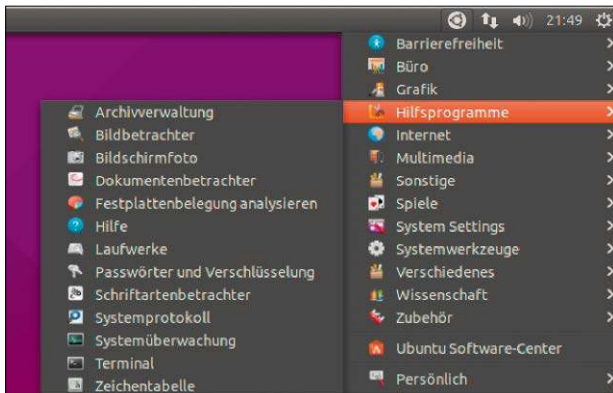 21:49
Barrierefreiheit
Büro
Grafik
Hilfsprogramme
Internet
Multimedia
Sonstige
Spiele
System Settings
Systemwerkzeuge
Verschiedenes
Wissenschaft
Zubehör
Ubuntu Software-Center
Persönlich
Archivverwaltung
Bildbetrachter
Bildschirmfoto
Dokumentenbetrachter
Festplattenbelegung analysieren
Hilfe
Laufwerke
Passwörter und Verschlüsselung
Schriftartenbetrachter
Systemprotokoll
Systemüberwachung
Terminal
Zeichentabelle